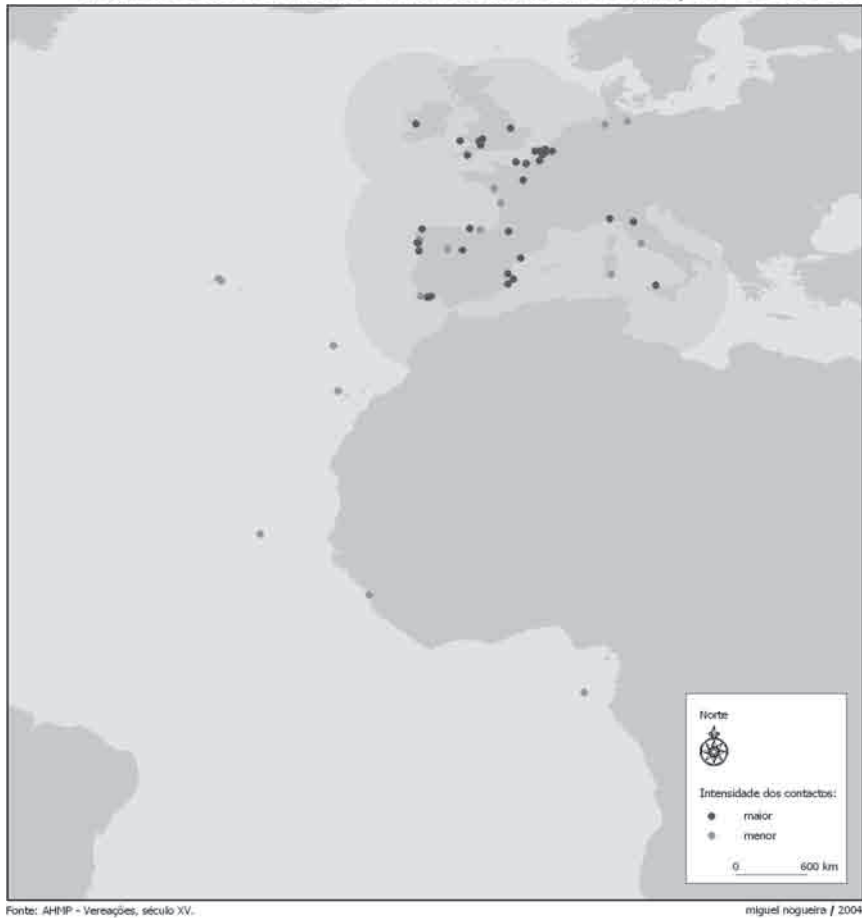 Norte
Intensidade dos contactos:
maior
menor
0 600 km
Fonte: AHMP - Vereações, século XV.
miguel nogueira / 2004